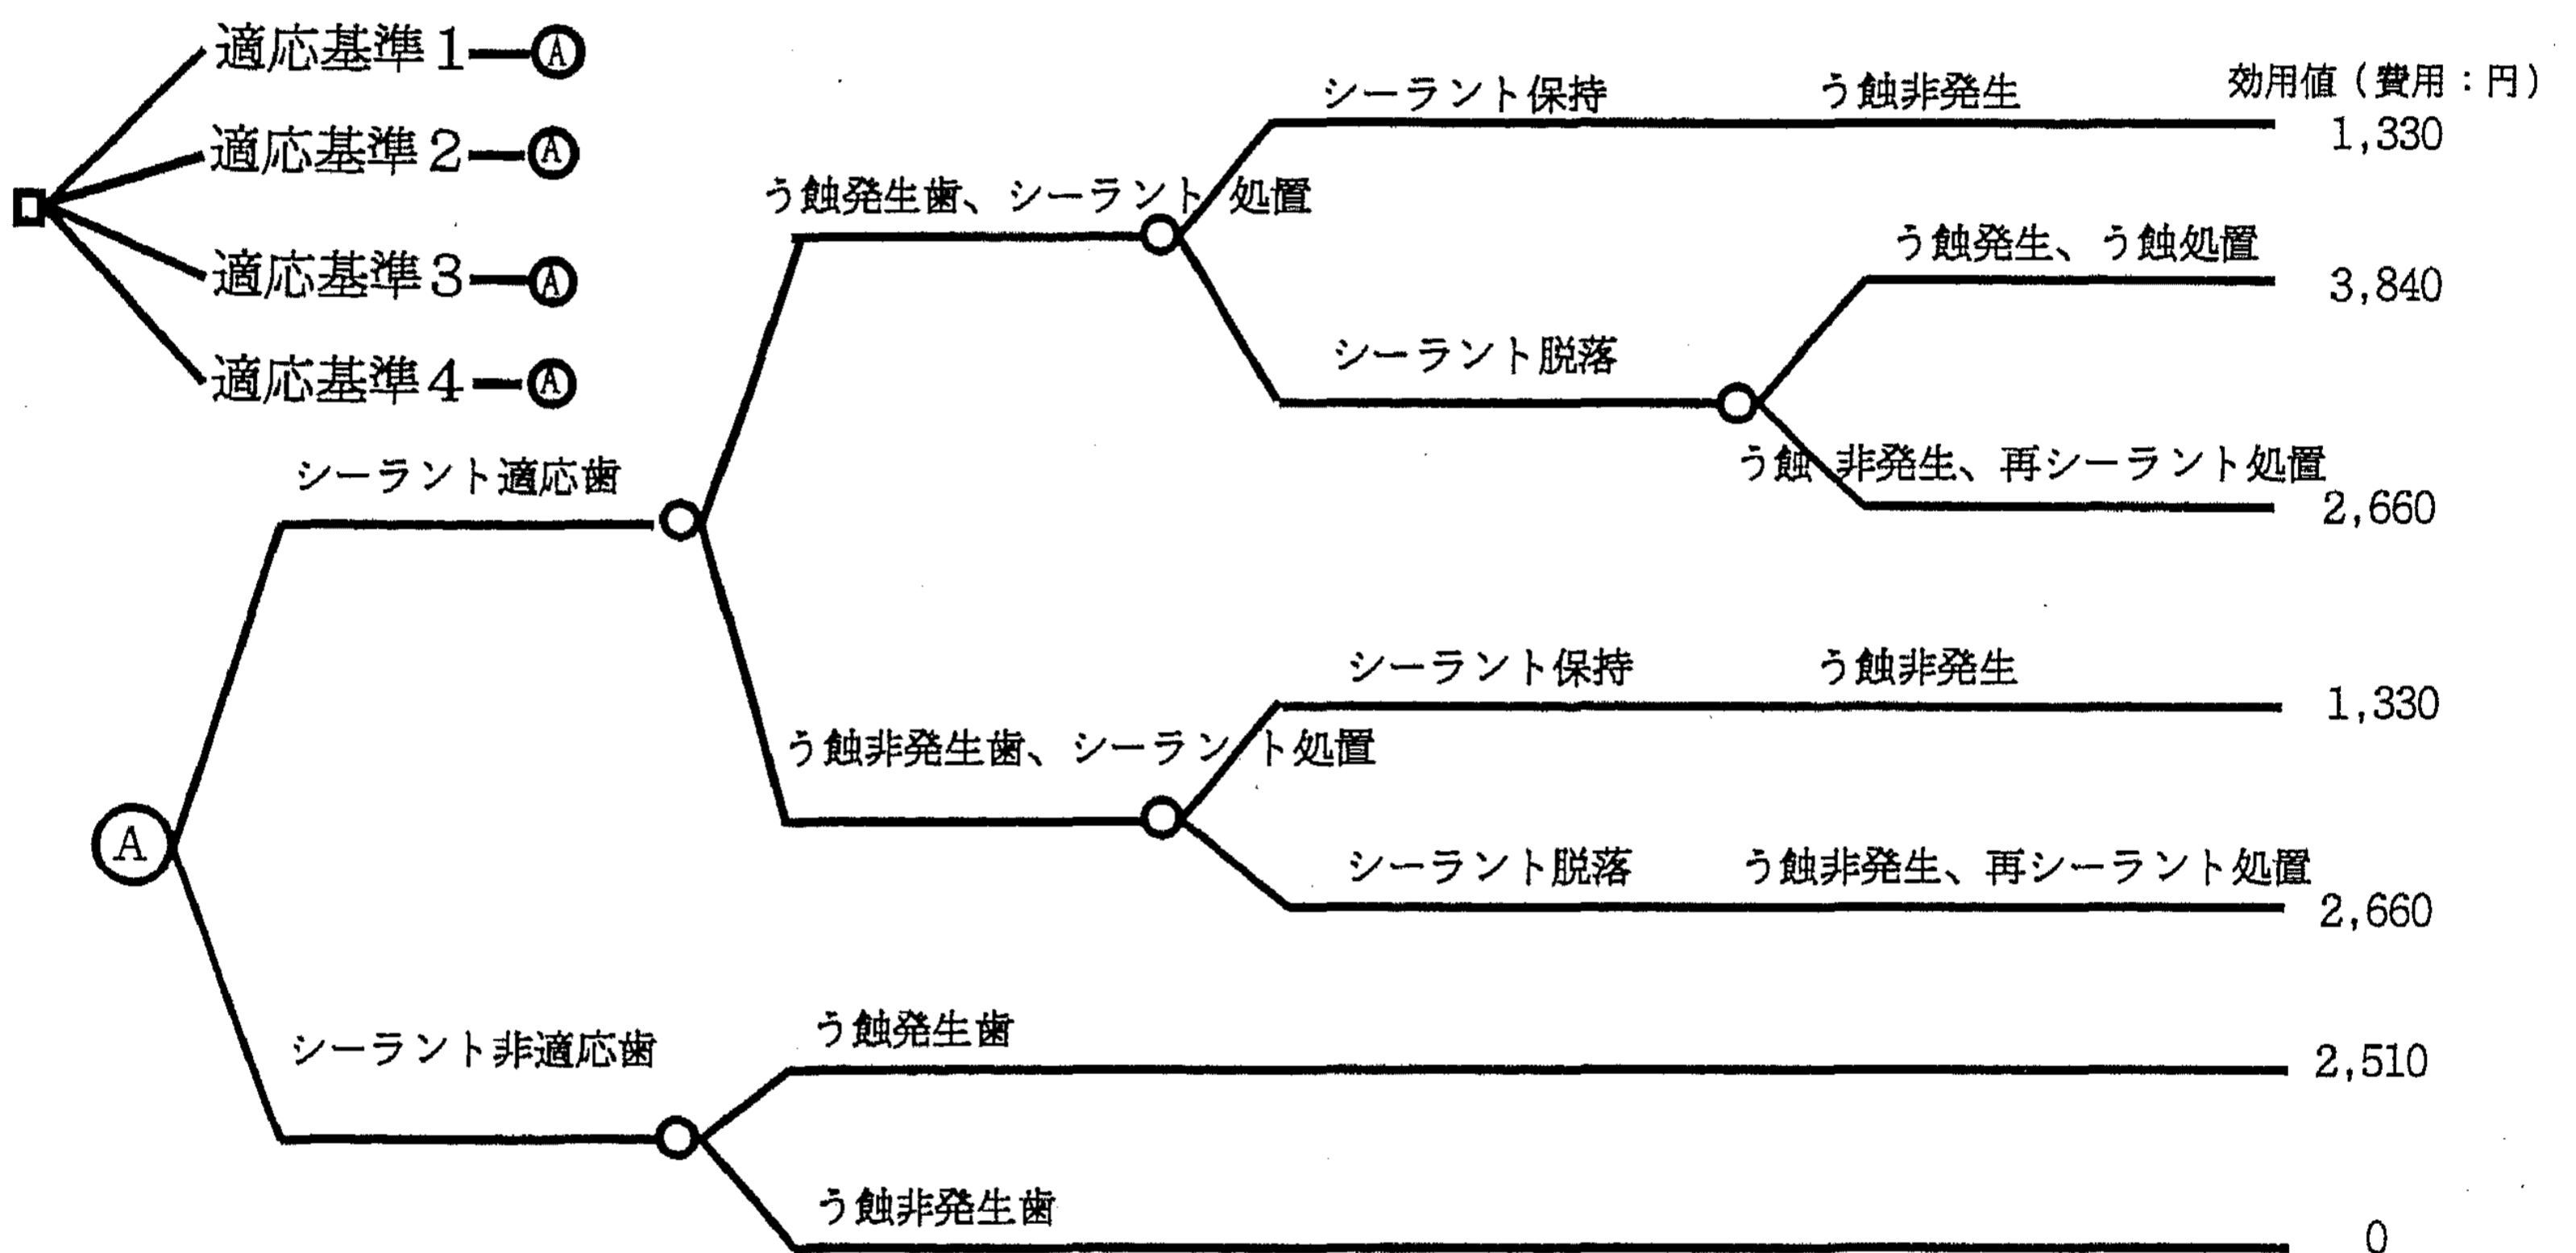 適応基準1 A
適応基準2 A
適応基準3 A
適応基準4 A
効用値(費用:円)
シーラント保持 う蝕非発生 1,330
う蝕発生歯、シーラント 処置
う蝕発生、う蝕処置 3,840
シーラント脱落
う蝕 非発生、再シーラント処置 2,660
シーラント適応歯
シーラント保持 う蝕非発生 1,330
う蝕非発生歯、シーラント処置
A
シーラント脱落 う蝕非発生、再シーラント処置 2,660
シーラント非適応歯
う蝕発生歯 2,510
う蝕非発生歯 0